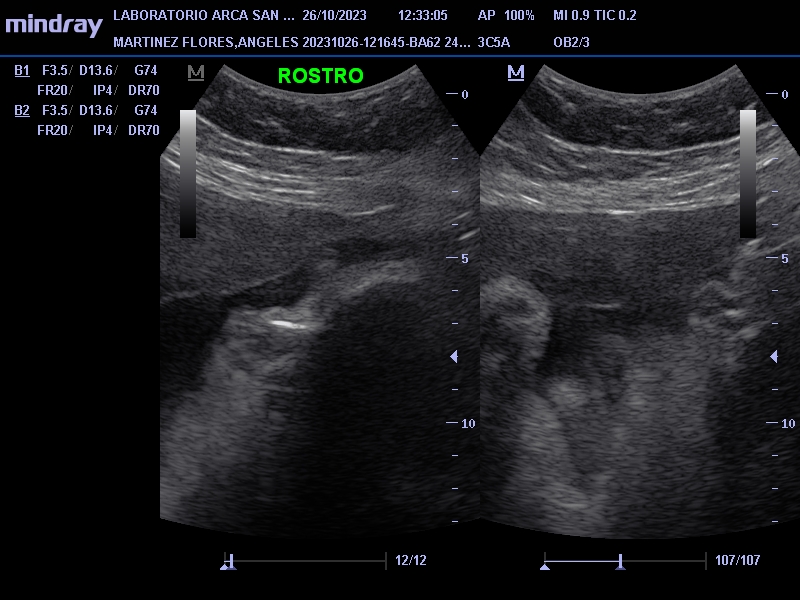 mindray LABORATORIO ARCA SAN ... 26/10/2023 12:33:05 AP 100% MI 0.9 TIC 0.2
MARTINEZ FLORES,ANGELES 20231026-121645-BA62 24... 3C5A OB2/3
B1 F3.5/ D13.6/ G74
FR20/ IP4/ DR70
B2 F3.5/ D13.6/ G74
FR20/ IP4/ DR70
M ROSTRO M
0 0
5 5
10 10
12/12 107/107